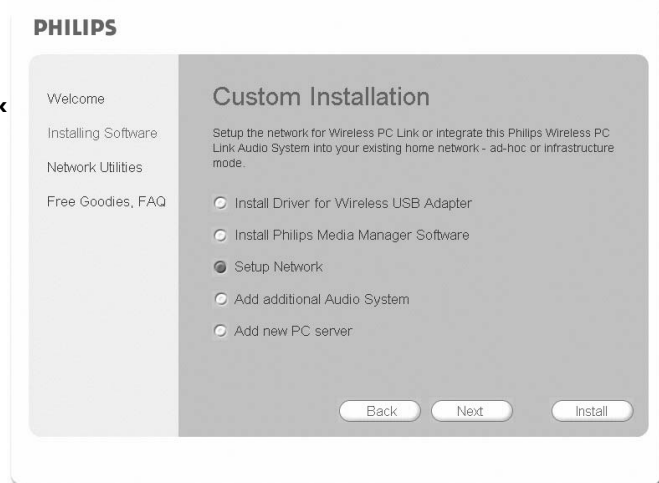 PHILIPS
Welcome
Installing Software
Network Utilities
Free Goodies, FAQ
Custom Installation
Setup the network for Wireless PC Link or integrate this Philips Wireless PC
Link Audio System into your existing home network - ad-hoc or infrastructure
mode.
Install Driver for Wireless USB Adapter
Install Philips Media Manager Software
Setup Network
Add additional Audio System
Add new PC server
Back
Next
Install